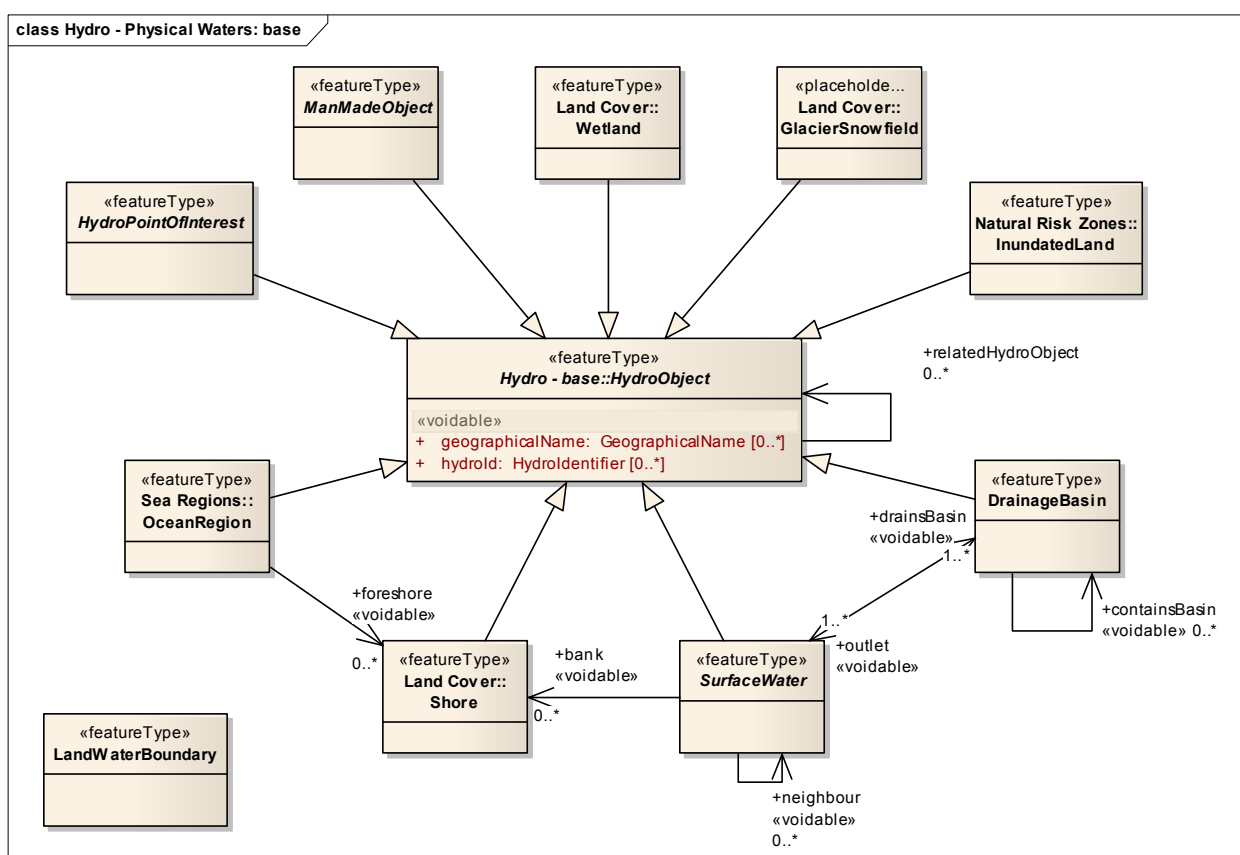 class Hydro - Physical Waters: base
«featureType»
ManMadeObject
«featureType»
Land Cover::
Wetland
«placeholde...
Land Cover::
GlacierSnowfield
«featureType»
HydroPointOfInterest
«featureType»
Natural Risk Zones::
InundatedLand
«featureType»
Hydro - base::HydroObject
«voidable»
+ geographicalName: GeographicalName [0..*]
+ hydroId: HydroIdentifier [0..*]
+relatedHydroObject
0..*
«featureType»
Sea Regions::
OceanRegion
«featureType»
DrainageBasin
+drainsBasin
«voidable»
1..*
+containsBasin
«voidable» 0..*
+foreshore
«voidable»
0..*
1..*
+outlet
«voidable»
«featureType»
Land Cover::
Shore
+bank
«voidable»
0..*
«featureType»
SurfaceWater
+neighbour
«voidable»
0..*
«featureType»
LandWaterBoundary